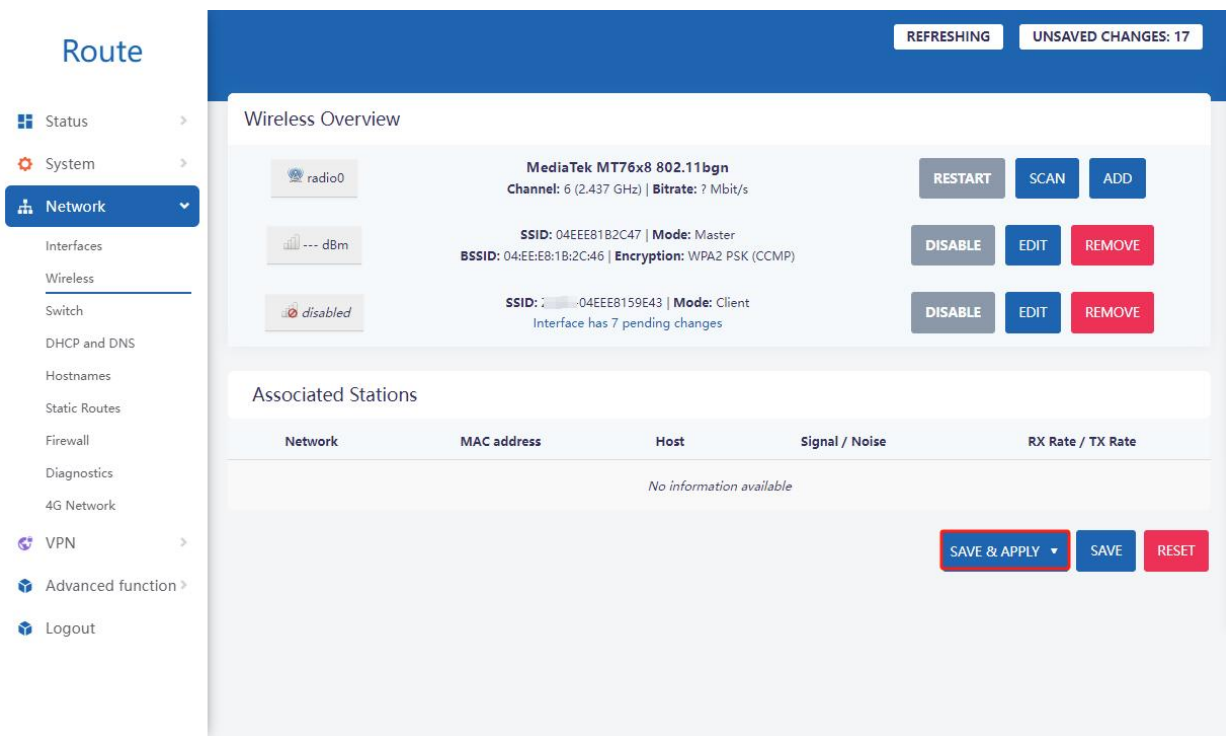 Route
REFRESHING
UNSAVED CHANGES: 17
Status
System
Network
Interfaces
Wireless
Switch
DHCP and DNS
Hostnames
Static Routes
Firewall
Diagnostics
4G Network
VPN
Advanced function
Logout
Wireless Overview
radio0
MediaTek MT76x8 802.11bgn
Channel: 6 (2.437 GHz) | Bitrate: ? Mbit/s
RESTART
SCAN
ADD
--- dBm
SSID: 04EEE81B2C47 | Mode: Master
BSSID: 04:EE:E8:1B:2C:46 | Encryption: WPA2 PSK (CCMP)
DISABLE
EDIT
REMOVE
disabled
SSID: -04EEE8159E43 | Mode: Client
Interface has 7 pending changes
DISABLE
EDIT
REMOVE
Associated Stations
Network MAC address Host Signal / Noise RX Rate / TX Rate
No information available
SAVE & APPLY
SAVE
RESET